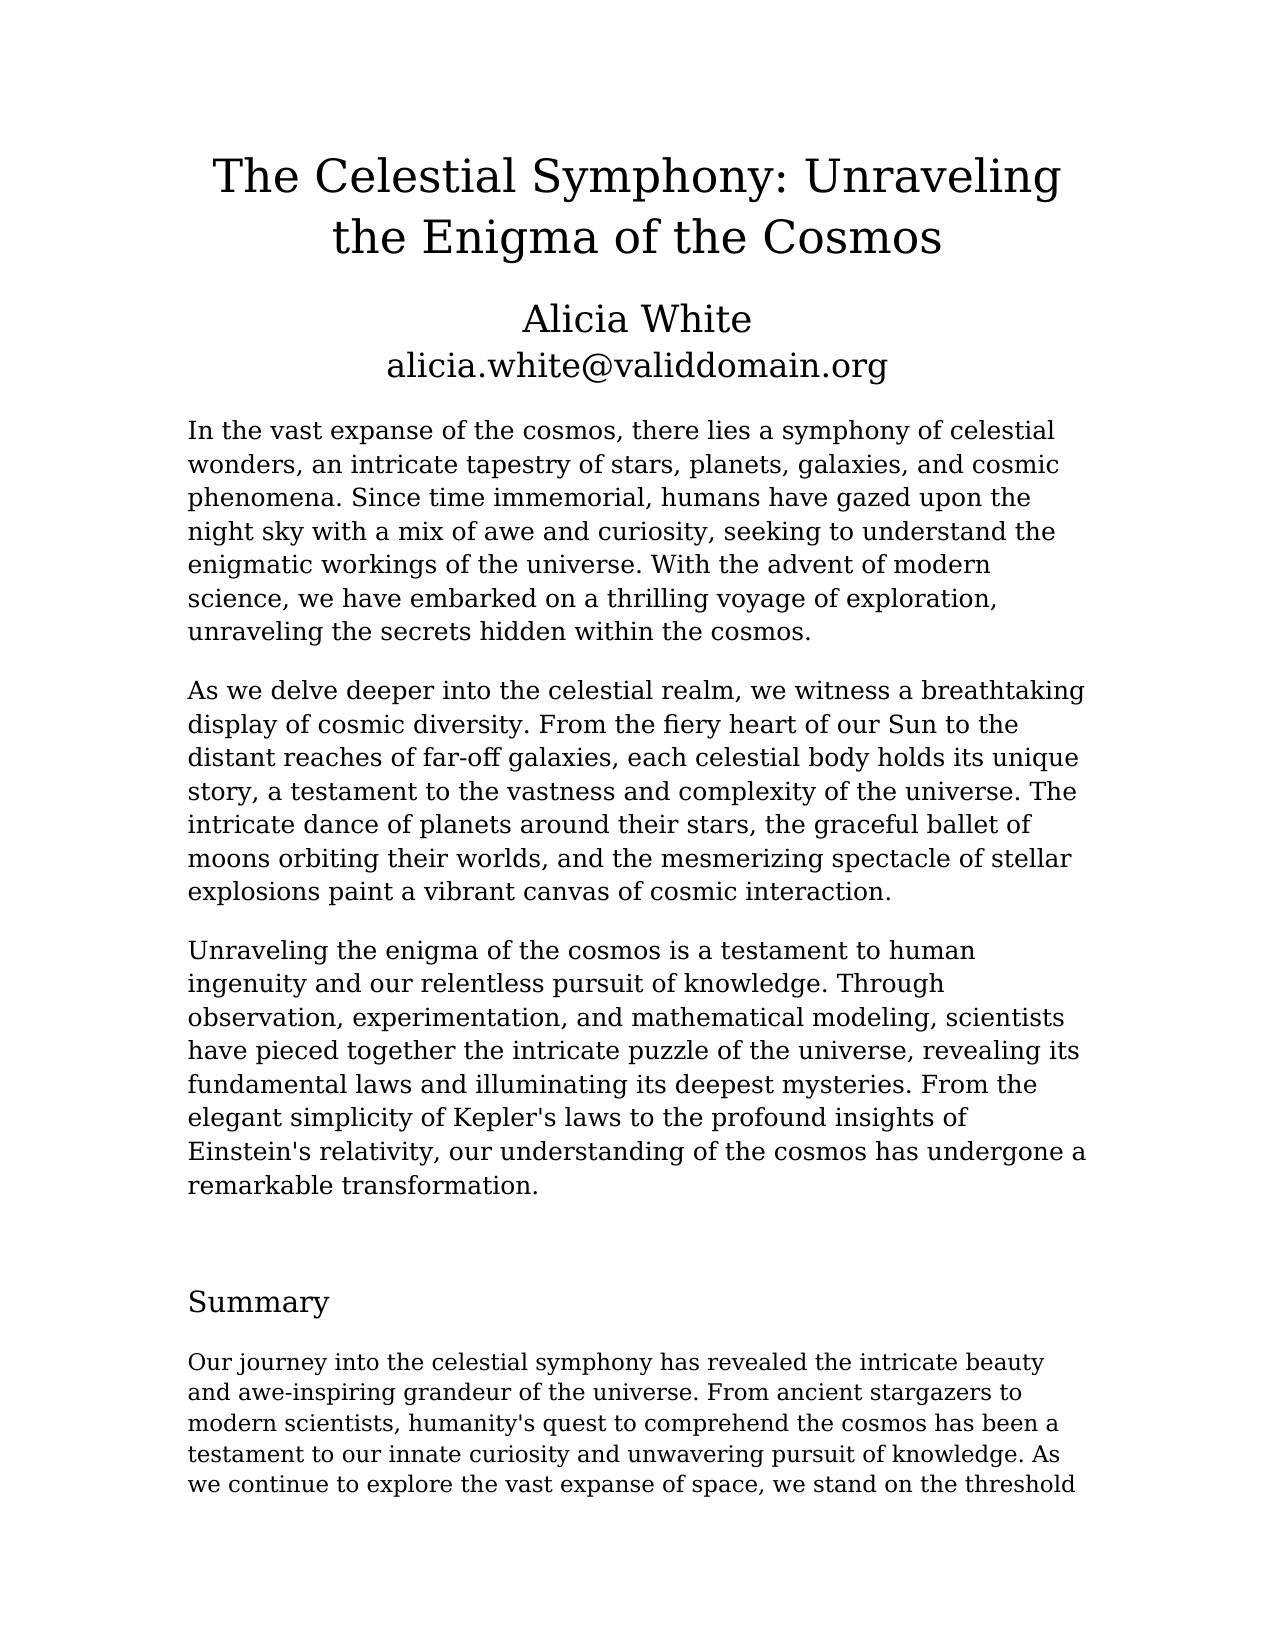 The Celestial Symphony: Unraveling
the Enigma of the Cosmos
Alicia White
alicia.white@validdomain.org
In the vast expanse of the cosmos, there lies a symphony of celestial
wonders, an intricate tapestry of stars, planets, galaxies, and cosmic
phenomena. Since time immemorial, humans have gazed upon the
night sky with a mix of awe and curiosity, seeking to understand the
enigmatic workings of the universe. With the advent of modern
science, we have embarked on a thrilling voyage of exploration,
unraveling the secrets hidden within the cosmos.
As we delve deeper into the celestial realm, we witness a breathtaking
display of cosmic diversity. From the fiery heart of our Sun to the
distant reaches of far-off galaxies, each celestial body holds its unique
story, a testament to the vastness and complexity of the universe. The
intricate dance of planets around their stars, the graceful ballet of
moons orbiting their worlds, and the mesmerizing spectacle of stellar
explosions paint a vibrant canvas of cosmic interaction.
Unraveling the enigma of the cosmos is a testament to human
ingenuity and our relentless pursuit of knowledge. Through
observation, experimentation, and mathematical modeling, scientists
have pieced together the intricate puzzle of the universe, revealing its
fundamental laws and illuminating its deepest mysteries. From the
elegant simplicity of Kepler's laws to the profound insights of
Einstein's relativity, our understanding of the cosmos has undergone a
remarkable transformation.
Summary
Our journey into the celestial symphony has revealed the intricate beauty
and awe-inspiring grandeur of the universe. From ancient stargazers to
modern scientists, humanity's quest to comprehend the cosmos has been a
testament to our innate curiosity and unwavering pursuit of knowledge. As
we continue to explore the vast expanse of space, we stand on the threshold